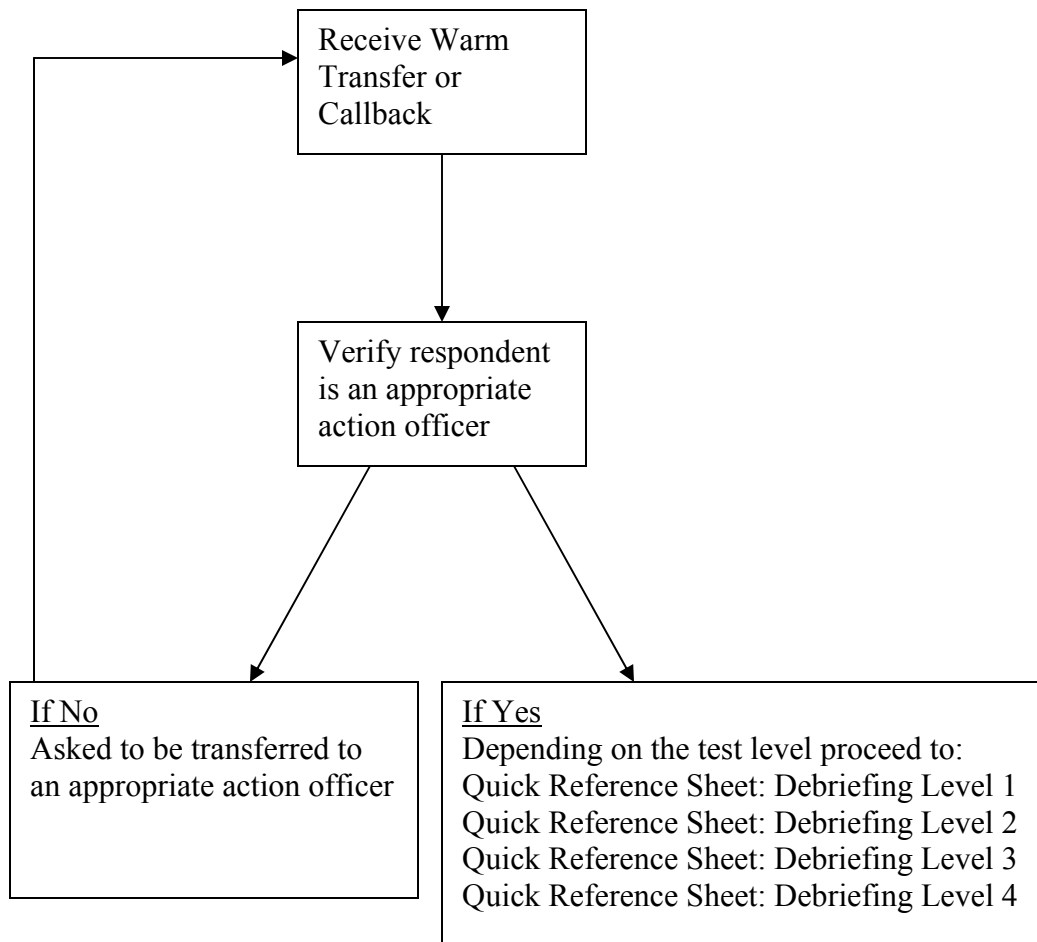 Receive Warm
Transfer or
Callback
Verify respondent
is an appropriate
action officer
If No
Asked to be transferred to
an appropriate action officer
If Yes
Depending on the test level proceed to:
Quick Reference Sheet: Debriefing Level 1
Quick Reference Sheet: Debriefing Level 2
Quick Reference Sheet: Debriefing Level 3
Quick Reference Sheet: Debriefing Level 4